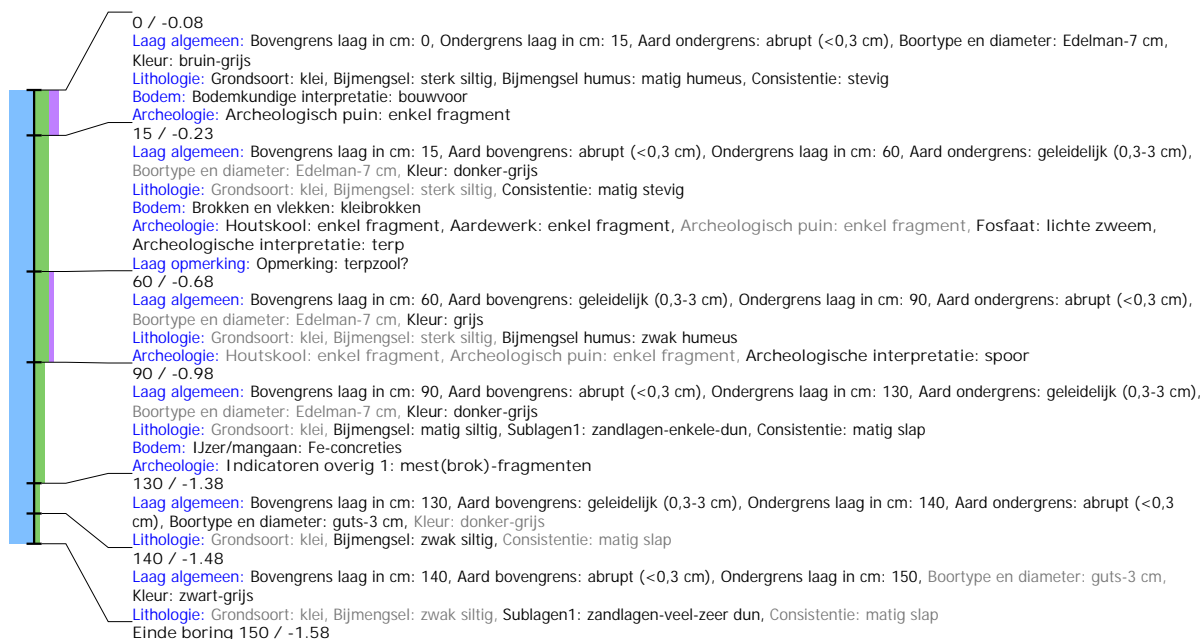 0 / -0.08
Laag algemeen: Bovengrens laag in cm: 0, Ondergrens laag in cm: 15, Aard ondergrens: abrupt (<0,3 cm), Boortype en diameter: Edelman-7 cm,
Kleur: bruin-grijs
Lithologie: Grondsoort: klei, Bijmengsel: sterk siltig, Bijmengsel humus: matig humeus, Consistentie: stevig
Bodem: Bodemkundige interpretatie: bouwvoor
Archeologie: Archeologisch puin: enkel fragment
15 / -0.23
Laag algemeen: Bovengrens laag in cm: 15, Aard bovengrens: abrupt (<0,3 cm), Ondergrens laag in cm: 60, Aard ondergrens: geleidelijk (0,3-3 cm),
Boortype en diameter: Edelman-7 cm, Kleur: donker-grijs
Lithologie: Grondsoort: klei, Bijmengsel: sterk siltig, Consistentie: matig stevig
Bodem: Brokken en vlekken: kleibrokken
Archeologie: Houtskool: enkel fragment, Aardewerk: enkel fragment, Archeologisch puin: enkel fragment, Fosfaat: lichte zweem,
Archeologische interpretatie: terp
Laag opmerking: Opmerking: terpzool?
60 / -0.68
Laag algemeen: Bovengrens laag in cm: 60, Aard bovengrens: geleidelijk (0,3-3 cm), Ondergrens laag in cm: 90, Aard ondergrens: abrupt (<0,3 cm),
Boortype en diameter: Edelman-7 cm, Kleur: grijs
Lithologie: Grondsoort: klei, Bijmengsel: sterk siltig, Bijmengsel humus: zwak humeus
Archeologie: Houtskool: enkel fragment, Archeologisch puin: enkel fragment, Archeologische interpretatie: spoor
90 / -0.98
Laag algemeen: Bovengrens laag in cm: 90, Aard bovengrens: abrupt (<0,3 cm), Ondergrens laag in cm: 130, Aard ondergrens: geleidelijk (0,3-3 cm),
Boortype en diameter: Edelman-7 cm, Kleur: donker-grijs
Lithologie: Grondsoort: klei, Bijmengsel: matig siltig, Sublagen1: zandlagen-enkele-dun, Consistentie: matig slap
Bodem: IJzer/mangaan: Fe-concreties
Archeologie: Indicatoren overig 1: mest(brok)-fragmenten
130 / -1.38
Laag algemeen: Bovengrens laag in cm: 130, Aard bovengrens: geleidelijk (0,3-3 cm), Ondergrens laag in cm: 140, Aard ondergrens: abrupt (<0,3
cm), Boortype en diameter: guts-3 cm, Kleur: donker-grijs
Lithologie: Grondsoort: klei, Bijmengsel: zwak siltig, Consistentie: matig slap
140 / -1.48
Laag algemeen: Bovengrens laag in cm: 140, Aard bovengrens: abrupt (<0,3 cm), Ondergrens laag in cm: 150, Boortype en diameter: guts-3 cm,
Kleur: zwart-grijs
Lithologie: Grondsoort: klei, Bijmengsel: zwak siltig, Sublagen1: zandlagen-veel-zeer dun, Consistentie: matig slap
Einde boring 150 / -1.58